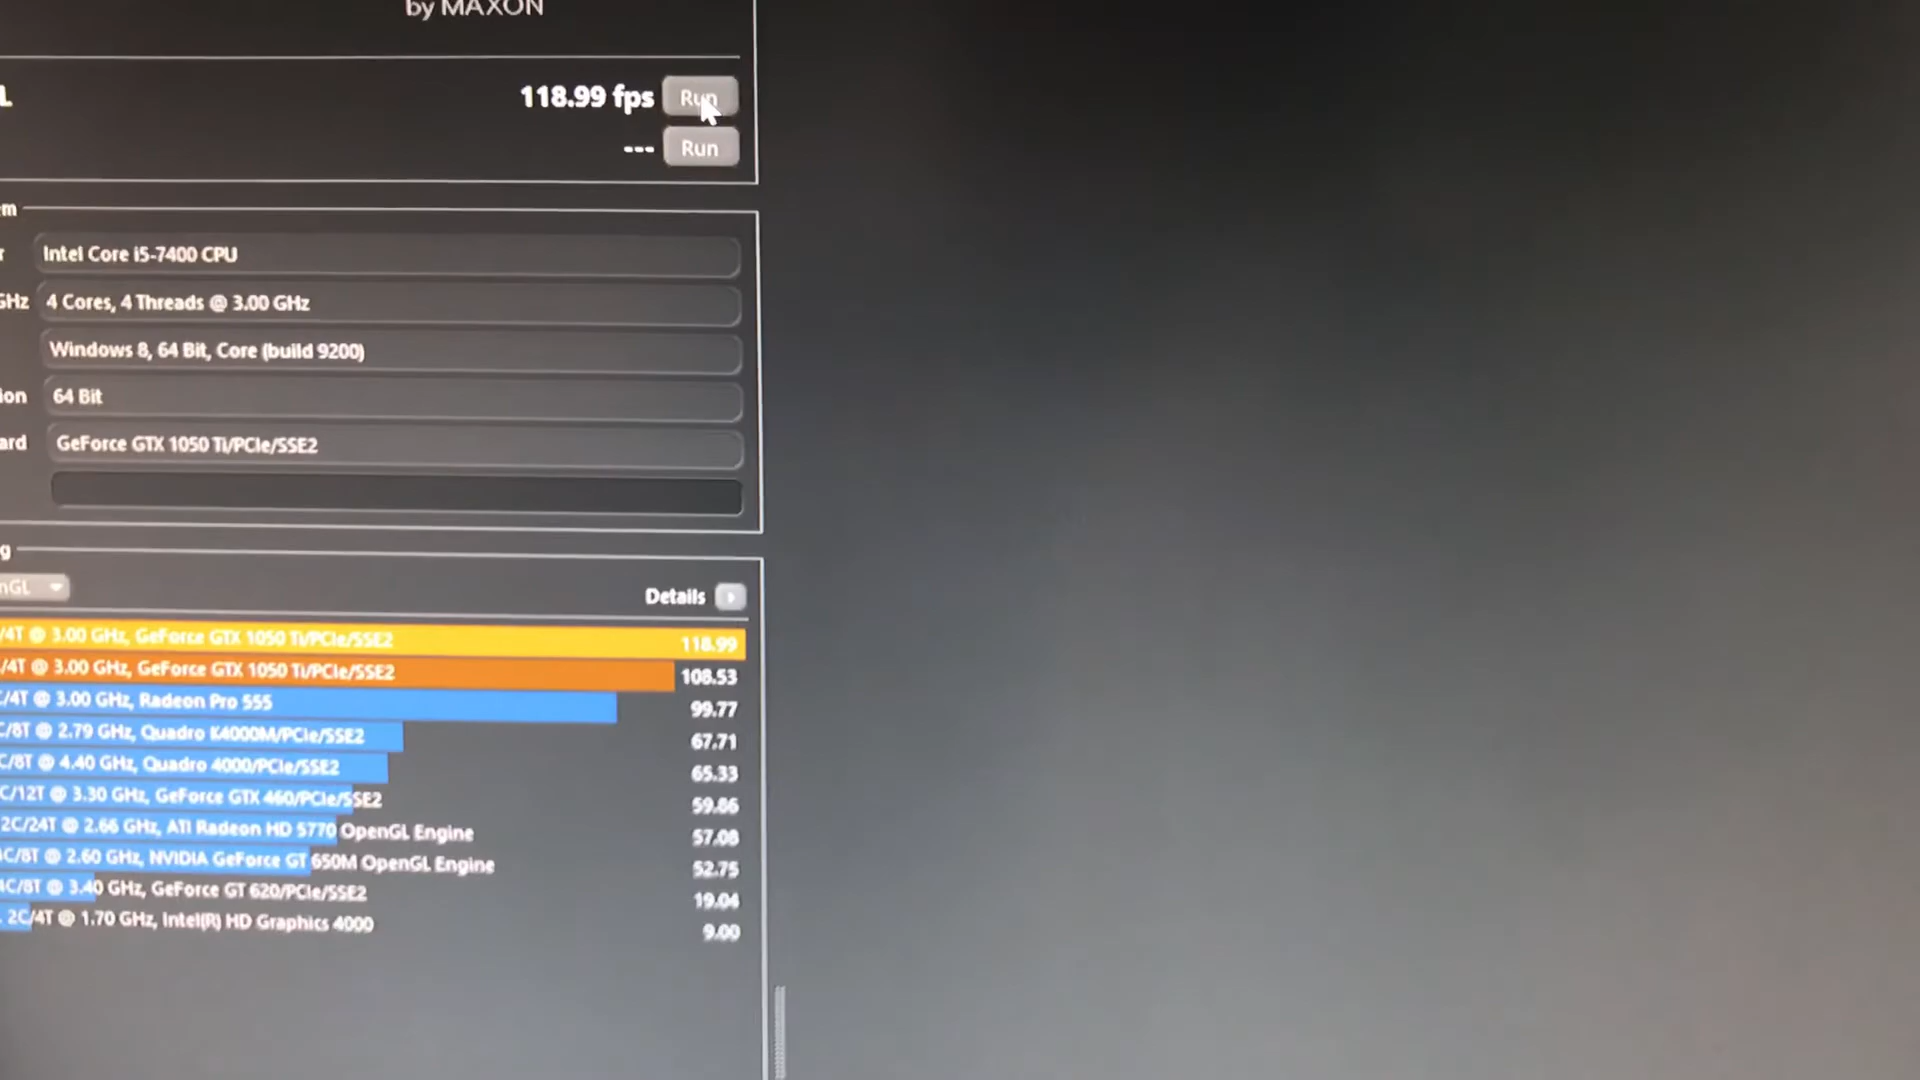 by MAXON
L 118.99 fps Run
--- Run
m
r Intel Core i5-7400 CPU
GHz 4 Cores, 4 Threads @ 3.00 GHz
Windows 8, 64 Bit, Core (build 9200)
ion 64 Bit
ard GeForce GTX 1050 Ti/PCIe/SSE2
g
nGL Details
/4T @ 3.00 GHz, GeForce GTX 1050 Ti/PCIe/SSE2 118.99
/4T @ 3.00 GHz, GeForce GTX 1050 Ti/PCIe/SSE2 108.53
C/4T @ 3.00 GHz, Radeon Pro 555 99.77
C/8T @ 2.79 GHz, Quadro K4000M/PCIe/SSE2 67.71
C/8T @ 4.40 GHz, Quadro 4000/PCIe/SSE2 65.33
C/12T @ 3.30 GHz, GeForce GTX 460/PCIe/SSE2 59.86
2C/24T @ 2.66 GHz, ATI Radeon HD 5770 OpenGL Engine 57.08
4C/8T @ 2.60 GHz, NVIDIA GeForce GT 650M OpenGL Engine 52.75
4C/8T @ 3.40 GHz, GeForce GT 620/PCIe/SSE2 19.04
2C/4T @ 1.70 GHz, Intel(R) HD Graphics 4000 9.00